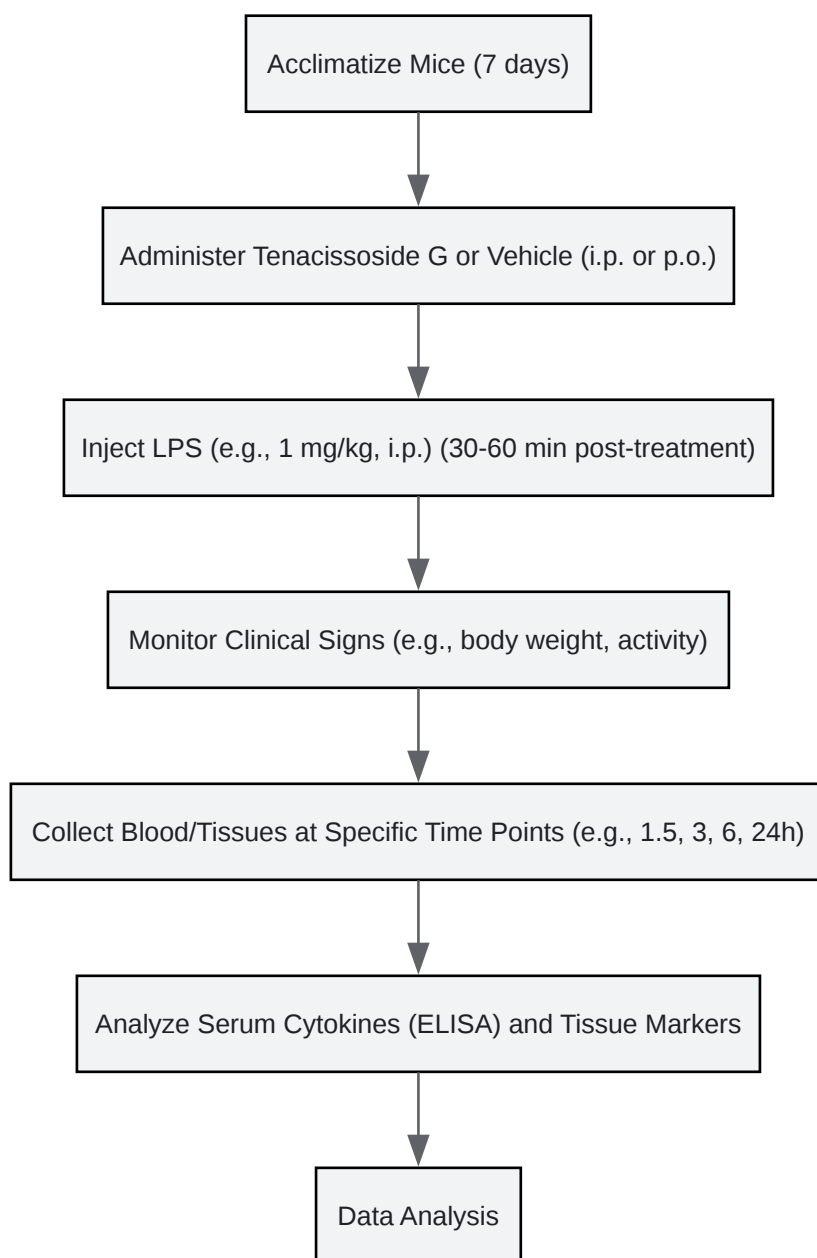 Acclimatize Mice (7 days)
Administer Tenacissoside G or Vehicle (i.p. or p.o.)
Inject LPS (e.g., 1 mg/kg, i.p.) (30-60 min post-treatment)
Monitor Clinical Signs (e.g., body weight, activity)
Collect Blood/Tissues at Specific Time Points (e.g., 1.5, 3, 6, 24h)
Analyze Serum Cytokines (ELISA) and Tissue Markers
Data Analysis